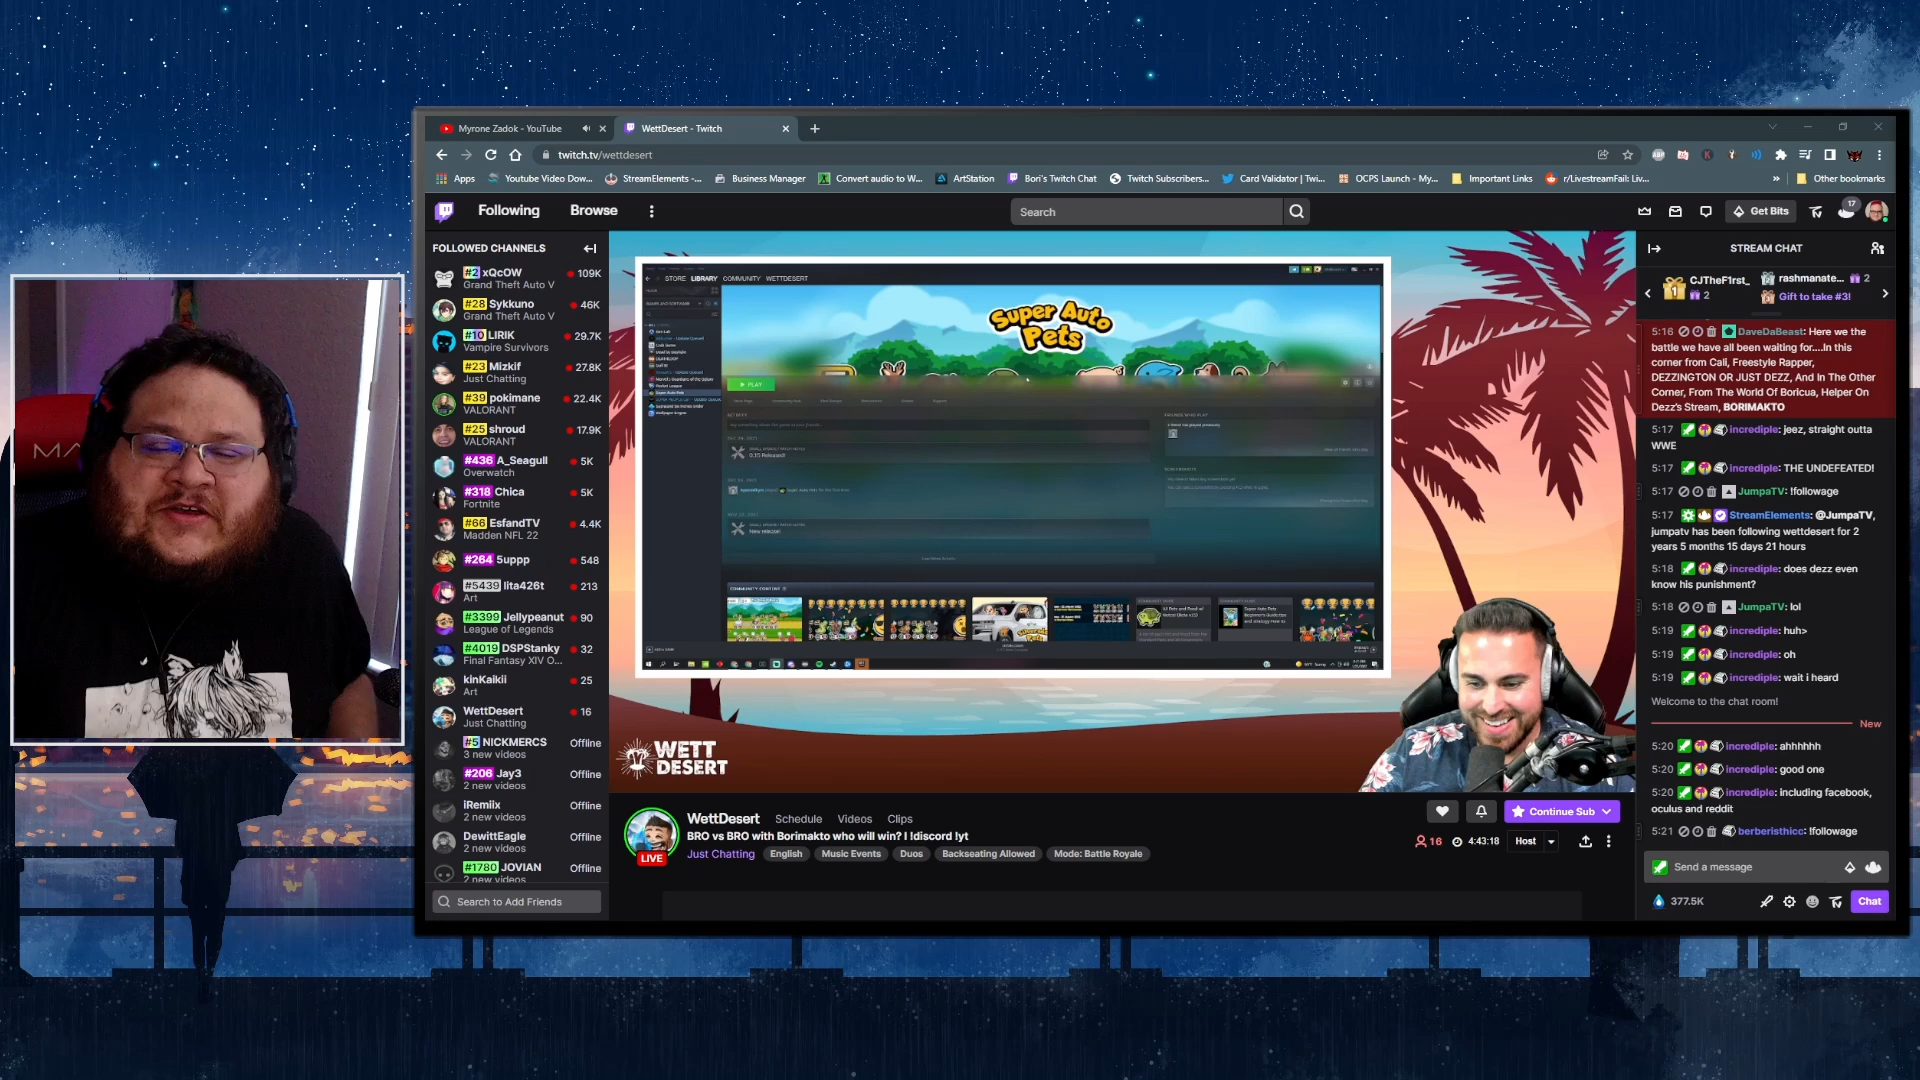 Myrone Zadok - YouTube
WettDesert - Twitch
twitch.tv/wettdesert
Apps
Youtube Video Dow...
StreamElements -...
Business Manager
Convert audio to W...
ArtStation
Bori's Twitch Chat
Twitch Subscribers...
Card Validator | Twi...
OCPS Launch - My...
Important Links
r/LivestreamFail: Liv...
Other bookmarks
Following
Browse
Search
Get Bits
17
FOLLOWED CHANNELS
#2 xQcOW
109K
Grand Theft Auto V
#28 Sykkuno
46K
Grand Theft Auto V
#10 LIRIK
29.7K
Vampire Survivors
#23 Mizkif
27.8K
Just Chatting
#39 pokimane
22.4K
VALORANT
#25 shroud
17.9K
VALORANT
#436 A_Seagull
5K
Overwatch
#318 Chica
5K
Fortnite
#66 EsfandTV
4.4K
Madden NFL 22
#264 5uppp
548
#5439 lita426t
213
Art
#3399 Jellypeanut
90
League of Legends
#4019 DSPStanky
32
Final Fantasy XIV O...
kinKaikii
25
Art
WettDesert
16
Just Chatting
#5 NICKMERCS
Offline
3 new videos
#206 Jay3
Offline
2 new videos
iRemiix
Offline
2 new videos
DewittEagle
Offline
2 new videos
#1780 JOVIAN
Offline
2 new videos
Search to Add Friends
STORE LIBRARY COMMUNITY WETTDESERT
Super Auto
Pets
PLAY
WETT
DESERT
WettDesert
Schedule
Videos
Clips
BRO vs BRO with Borimakto who will win? I !discord !yt
Just Chatting
English
Music Events
Duos
Backseating Allowed
Mode: Battle Royale
LIVE
Continue Sub
16
4:43:18
Host
STREAM CHAT
1
CJTheF1rst_
2
rashmanate...
2
Gift to take #3!
5:16 DaveDaBeast: Here we the
battle we have all been waiting for....In this
corner from Cali, Freestyle Rapper,
DEZZINGTON OR JUST DEZZ, And In The Other
Corner, From The World Of Boricua, Helper On
Dezz's Stream, BORIMAKTO
5:17 incrediple: jeez, straight outta
WWE
5:17 incrediple: THE UNDEFEATED!
5:17 JumpaTV: !followage
5:17 StreamElements: @JumpaTV,
jumpatv has been following wettdesert for 2
years 5 months 15 days 21 hours
5:18 incrediple: does dezz even
know his punishment?
5:18 JumpaTV: lol
5:19 incrediple: huh>
5:19 incrediple: oh
5:19 incrediple: wait i heard
Welcome to the chat room!
New
5:20 incrediple: ahhhhhh
5:20 incrediple: good one
5:20 incrediple: including facebook,
oculus and reddit
5:21 berberisthicc: !followage
Send a message
377.5K
Chat